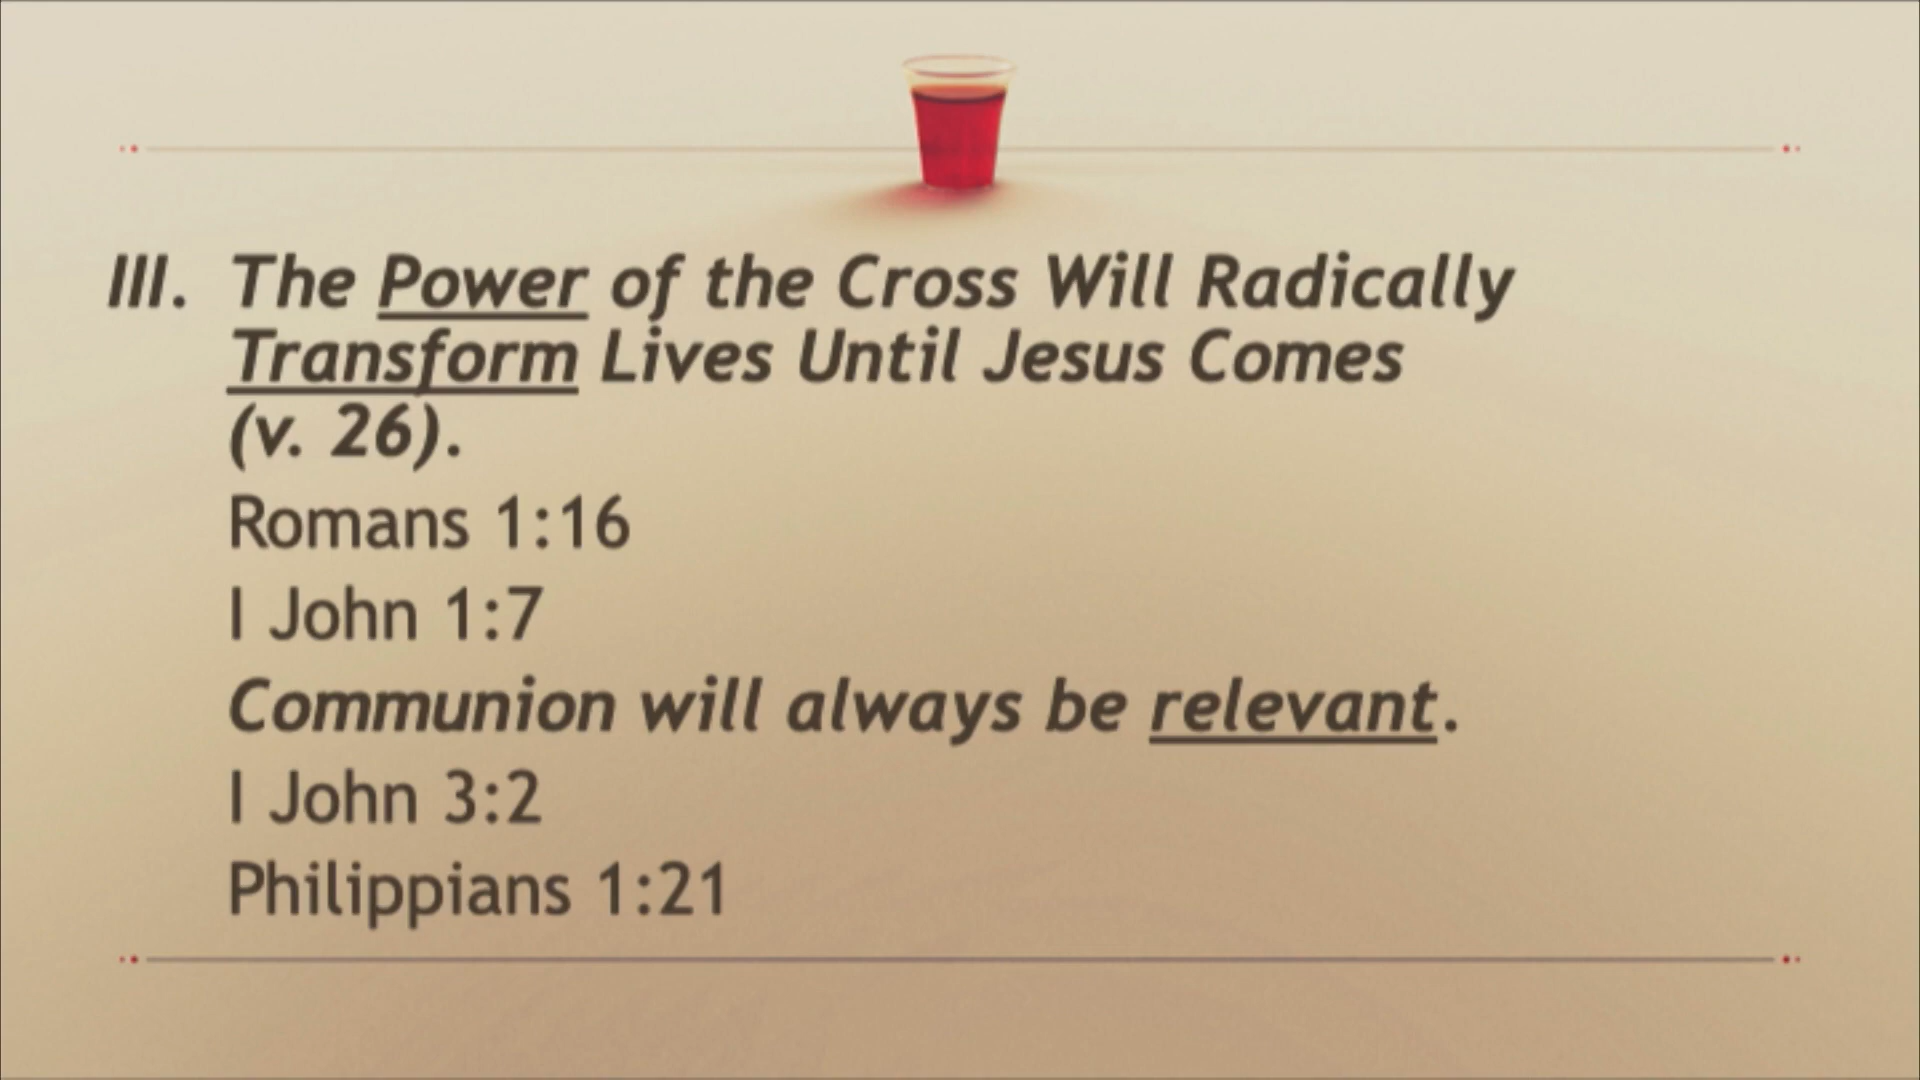 III. The Power of the Cross Will Radically
Transform Lives Until Jesus Comes
(v. 26).
Romans 1:16
I John 1:7
Communion will always be relevant.
I John 3:2
Philippians 1:21